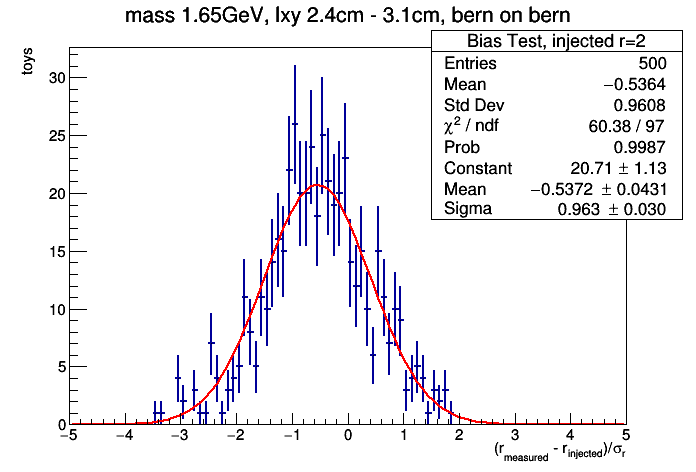 mass 1.65GeV, lxy 2.4cm - 3.1cm, bern on bern
toys
Bias Test, injected r=2
Entries 500
Mean −0.5364
Std Dev 0.9608
χ² / ndf 60.38 / 97
Prob 0.9987
Constant 20.71 ± 1.13
Mean −0.5372 ± 0.0431
Sigma 0.963 ± 0.030
30
25
20
15
10
5
0
−5 −4 −3 −2 −1 0 1 2 3 4 5
(r_measured - r_injected)/σ_r